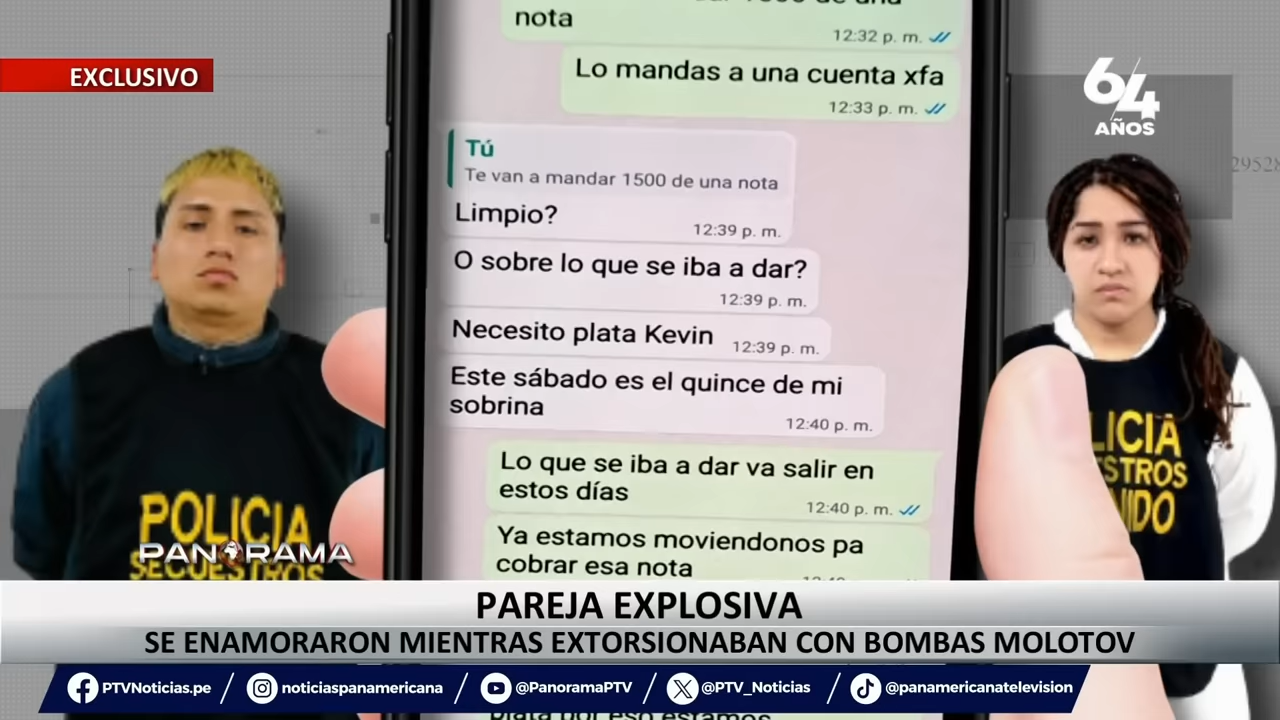 nota
12:32 p. m.
EXCLUSIVO
Lo mandas a una cuenta xfa
12:33 p. m.
64
AÑOS
Tú
Te van a mandar 1500 de una nota
Limpio?
12:39 p. m.
O sobre lo que se iba a dar?
12:39 p. m.
Necesito plata Kevin
12:39 p. m.
Este sábado es el quince de mi
sobrina
12:40 p. m.
Lo que se iba a dar va salir en
estos días
12:40 p. m.
Ya estamos moviendonos pa
cobrar esa nota
POLICIA
SECUESTROS
PANORAMA
LICIA
ESTROS
NIDO
PAREJA EXPLOSIVA
SE ENAMORARON MIENTRAS EXTORSIONABAN CON BOMBAS MOLOTOV
PTVNoticias.pe
noticiaspanamericana
@PanoramaPTV
@PTV_Noticias
@panamericanatelevision